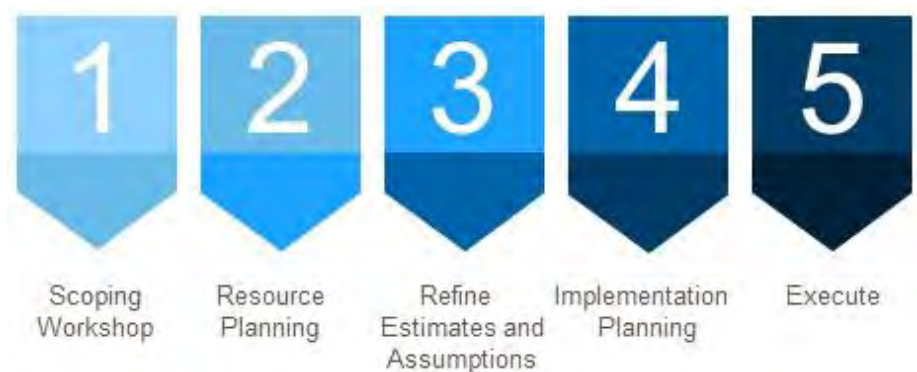 1
Scoping
Workshop
2
Resource
Planning
3
Refine
Estimates and
Assumptions
4
Implementation
Planning
5
Execute